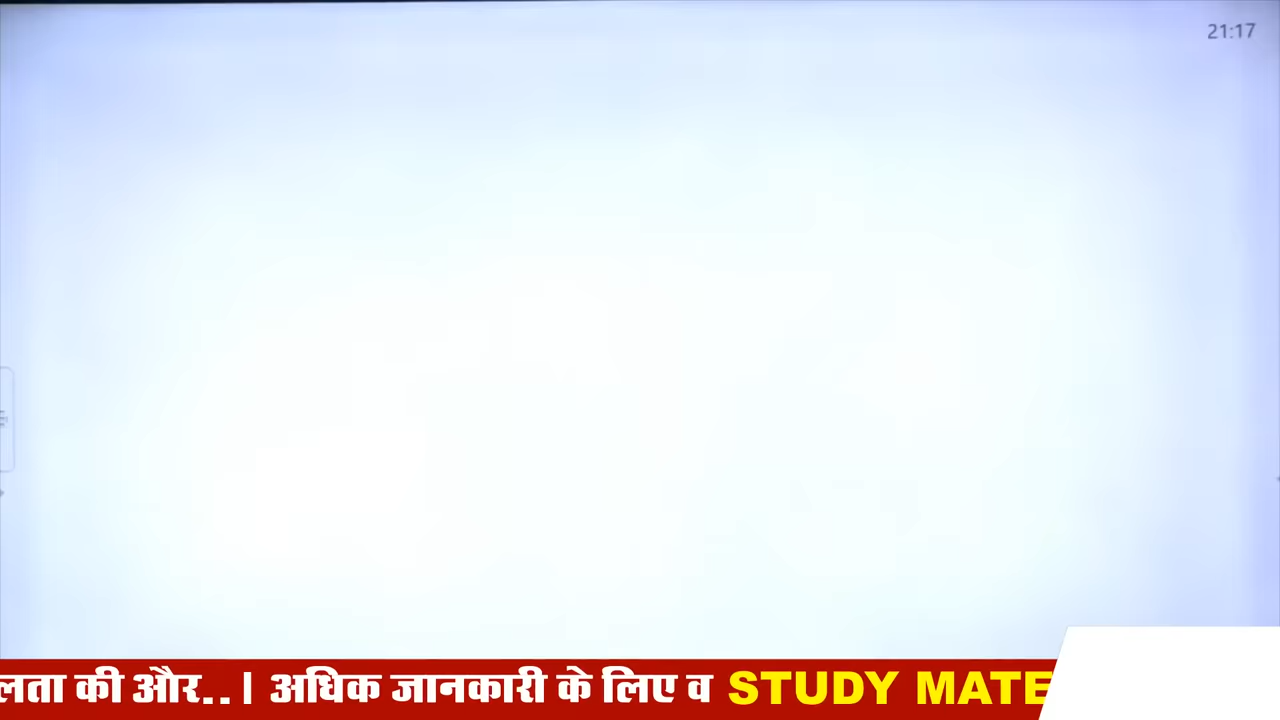 21:17
लता की और.. । अधिक जानकारी के लिए व STUDY MATE